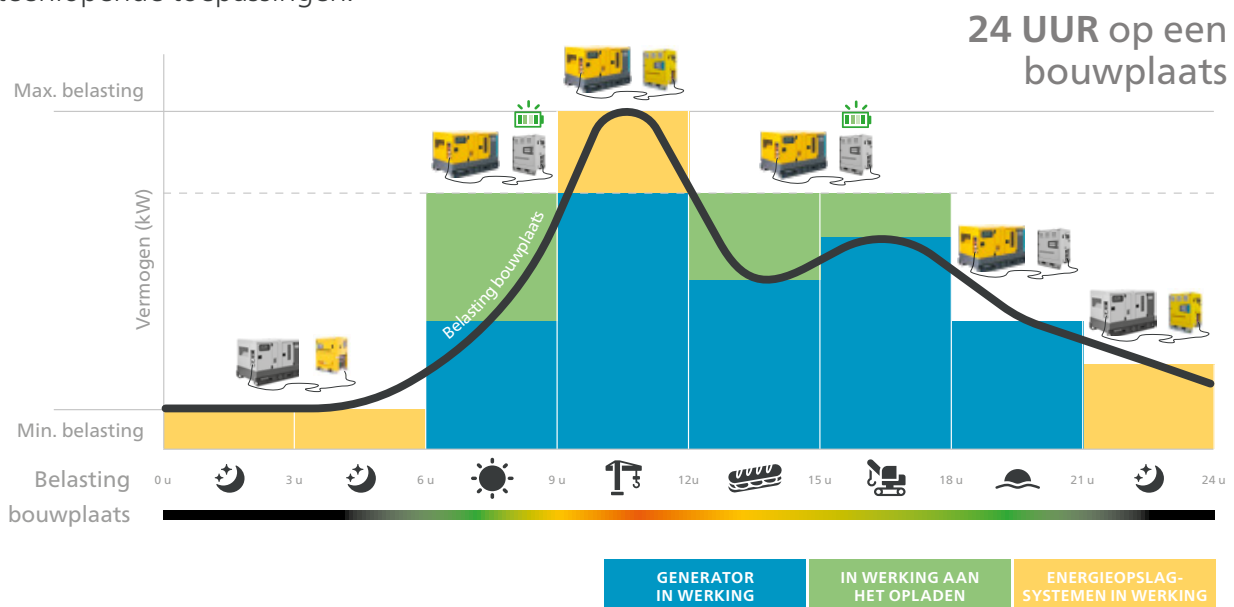 24 UUR op een
bouwplaats
Max. belasting
Vermogen (kW)
Belasting bouwplaats
Min. belasting
Belasting
bouwplaats
0 u
3 u
6 u
9 u
12u
15 u
18 u
21 u
24 u
GENERATOR
IN WERKING
IN WERKING AAN
HET OPLADEN
ENERGIEOPSLAG-
SYSTEMEN IN WERKING